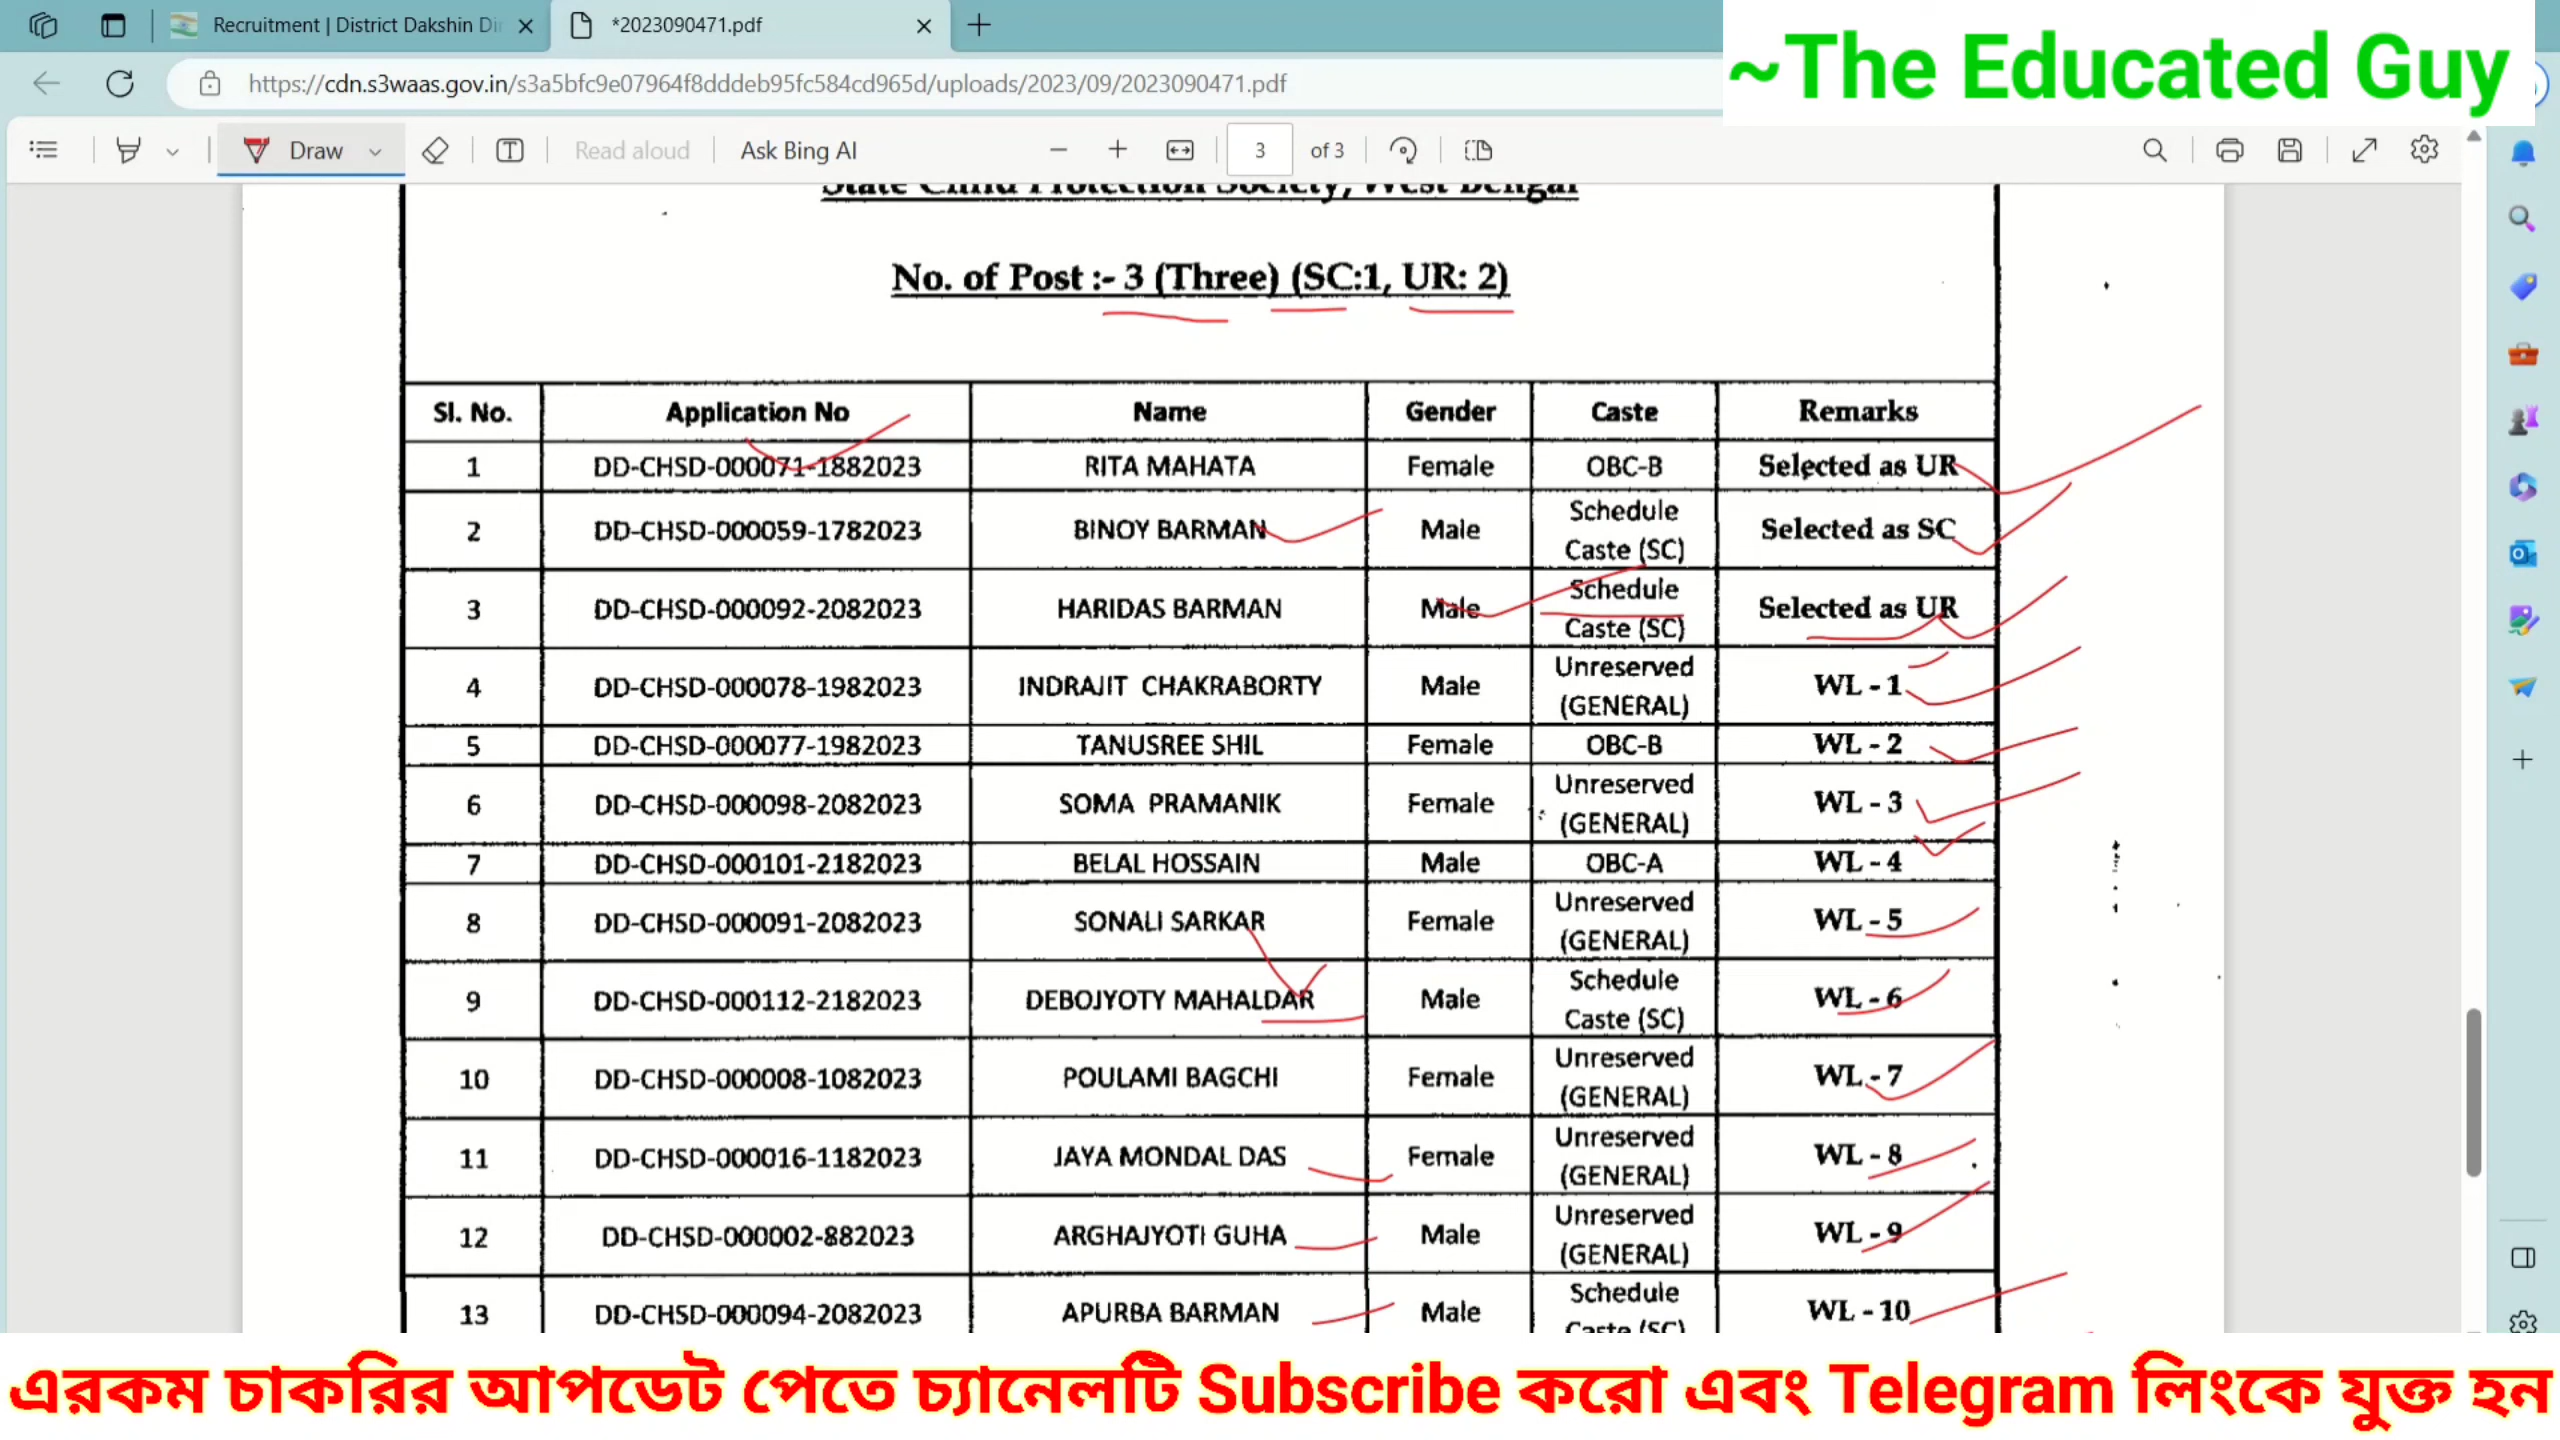 Recruitment | District Dakshin Di
*2023090471.pdf
~The Educated Guy
https://cdn.s3waas.gov.in/s3a5bfc9e07964f8dddeb95fc584cd965d/uploads/2023/09/2023090471.pdf
Draw
Read aloud
Ask Bing AI
3
of 3
State Child Protection Society, West Bengal
No. of Post :- 3 (Three) (SC:1, UR: 2)
Sl. No. Application No Name Gender Caste Remarks
1 DD-CHSD-000071-1882023 RITA MAHATA Female OBC-B Selected as UR
2 DD-CHSD-000059-1782023 BINOY BARMAN Male Schedule Caste (SC) Selected as SC
3 DD-CHSD-000092-2082023 HARIDAS BARMAN Male Schedule Caste (SC) Selected as UR
4 DD-CHSD-000078-1982023 INDRAJIT CHAKRABORTY Male Unreserved (GENERAL) WL - 1
5 DD-CHSD-000077-1982023 TANUSREE SHIL Female OBC-B WL - 2
6 DD-CHSD-000098-2082023 SOMA PRAMANIK Female Unreserved (GENERAL) WL - 3
7 DD-CHSD-000101-2182023 BELAL HOSSAIN Male OBC-A WL - 4
8 DD-CHSD-000091-2082023 SONALI SARKAR Female Unreserved (GENERAL) WL - 5
9 DD-CHSD-000112-2182023 DEBOJYOTY MAHALDAR Male Schedule Caste (SC) WL - 6
10 DD-CHSD-000008-1082023 POULAMI BAGCHI Female Unreserved (GENERAL) WL - 7
11 DD-CHSD-000016-1182023 JAYA MONDAL DAS Female Unreserved (GENERAL) WL - 8
12 DD-CHSD-000002-882023 ARGHAJYOTI GUHA Male Unreserved (GENERAL) WL - 9
13 DD-CHSD-000094-2082023 APURBA BARMAN Male Schedule Caste (SC) WL - 10
এরকম চাকরির আপডেট পেতে চ্যানেলটি Subscribe করো এবং Telegram লিংকে যুক্ত হন